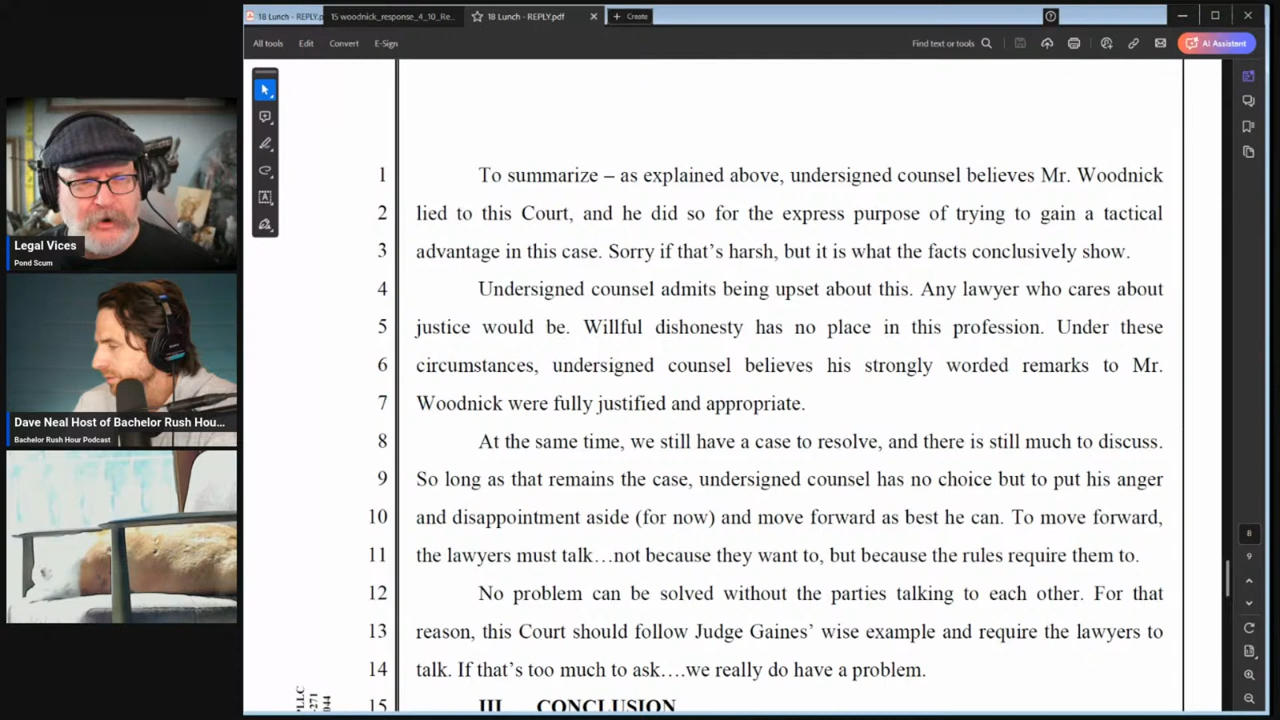 18 Lunch - REPLY.p
15 woodnick_response_4_10_Re...
18 Lunch - REPLY.pdf
Create
All tools
Edit
Convert
E-Sign
Find text or tools
AI Assistant
1 To summarize – as explained above, undersigned counsel believes Mr. Woodnick
2 lied to this Court, and he did so for the express purpose of trying to gain a tactical
3 advantage in this case. Sorry if that's harsh, but it is what the facts conclusively show.
4 Undersigned counsel admits being upset about this. Any lawyer who cares about
5 justice would be. Willful dishonesty has no place in this profession. Under these
6 circumstances, undersigned counsel believes his strongly worded remarks to Mr.
7 Woodnick were fully justified and appropriate.
8 At the same time, we still have a case to resolve, and there is still much to discuss.
9 So long as that remains the case, undersigned counsel has no choice but to put his anger
10 and disappointment aside (for now) and move forward as best he can. To move forward,
11 the lawyers must talk…not because they want to, but because the rules require them to.
12 No problem can be solved without the parties talking to each other. For that
13 reason, this Court should follow Judge Gaines' wise example and require the lawyers to
14 talk. If that's too much to ask….we really do have a problem.
15 III. CONCLUSION
PLLC
-271
044
8
9
Legal Vices
Pond Scum
Dave Neal Host of Bachelor Rush Hou...
Bachelor Rush Hour Podcast